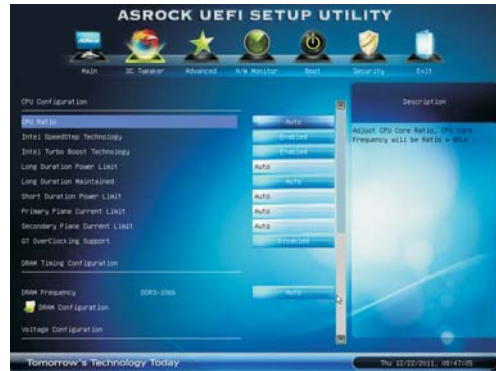 ASROCK UEFI SETUP UTILITY
Main OC Tweaker Advanced H/W Monitor Boot Security Exit
CPU Configuration
Description
CPU Ratio Auto
Adjust CPU Core Ratio, CPU Core
Frequency will be Ratio * BCLK .
Intel SpeedStep Technology Enabled
Intel Turbo Boost Technology Enabled
Long Duration Power Limit Auto
Long Duration Maintained Auto
Short Duration Power Limit Auto
Primary Plane Current Limit Auto
Secondary Plane Current Limit Auto
GT OverClocking Support Disabled
DRAM Timing Configuration
DRAM Frequency DDR3-1066 Auto
DRAM Configuration
Voltage Configuration
Tomorrow's Technology Today
Thu 12/22/2011, 08:47:05